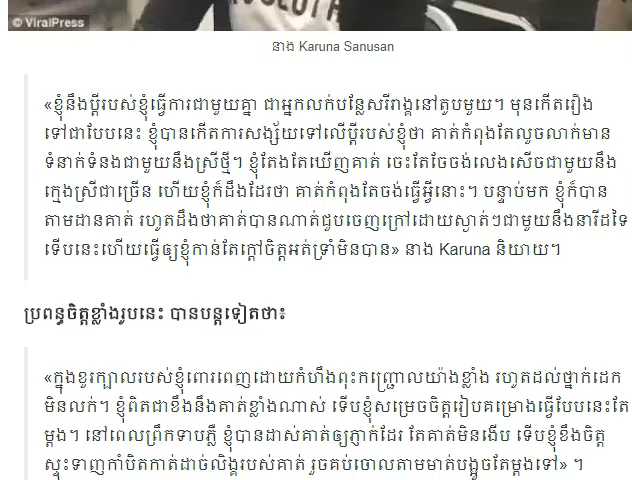 © ViralPress
នាង Karuna Sanusan
«ខ្ញុំនឹងប្ដីរបស់ខ្ញុំធ្វើការជាមួយគ្នា ជាអ្នកលក់បន្លែសរីរាង្គនៅតូបមួយ។ មុនកើតរឿង
ទៅជាបែបនេះ ខ្ញុំបានកើតការសង្ស័យទៅលើប្ដីរបស់ខ្ញុំថា គាត់កំពុងតែលួចលាក់មាន
ទំនាក់ទំនងជាមួយនឹងស្រីថ្មី។ ខ្ញុំតែងតែឃើញគាត់ ចេះតែចៃចង់លេងសើចជាមួយនឹង
ក្មេងស្រីជាច្រើន ហើយខ្ញុំក៏ដឹងដែរថា គាត់កំពុងតែចង់ធ្វើអ្វីនោះ។ បន្ទាប់មក ខ្ញុំក៏បាន
តាមដានគាត់ រហូតដឹងថាគាត់បានណាត់ជួបចេញក្រៅដោយស្ងាត់ៗជាមួយនឹងនារីដទៃ
ទើបនេះហើយធ្វើឲ្យខ្ញុំកាន់តែក្ដៅចិត្តអត់ទ្រាំមិនបាន» នាង Karuna និយាយ។
ប្រពន្ធចិត្តខ្លាំងរូបនេះ បានបន្តទៀតថា៖
«ក្នុងខួរក្បាលរបស់ខ្ញុំពោរពេញដោយកំហឹងពុះកញ្ជ្រោលយ៉ាងខ្លាំង រហូតដល់ថ្នាក់ដេក
មិនលក់។ ខ្ញុំពិតជាខឹងនឹងគាត់ខ្លាំងណាស់ ទើបខ្ញុំសម្រេចចិត្តរៀបគម្រោងធ្វើបែបនេះតែ
ម្ដង។ នៅពេលព្រឹកទាបភ្លឺ ខ្ញុំបានដាស់គាត់ឲ្យភ្ញាក់ដែរ តែគាត់មិនងើប ទើបខ្ញុំខឹងចិត្ត
ស្ទុះទាញកាំបិតកាត់ដាច់លិង្គរបស់គាត់ រួចគប់ចោលតាមមាត់បង្អួចតែម្ដងទៅ» ។